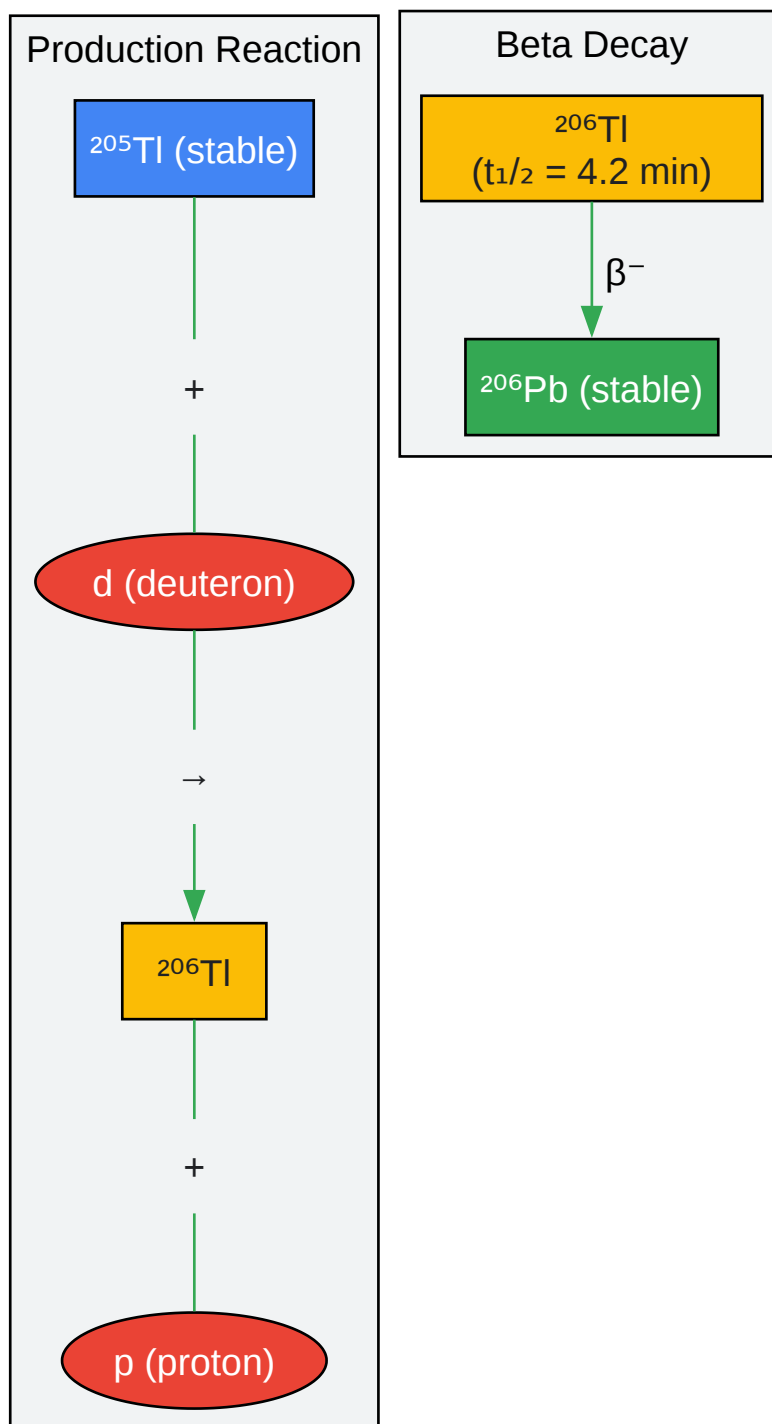 Production Reaction
²⁰⁵Tl (stable)
+
d (deuteron)
→
²⁰⁶Tl
+
p (proton)
Beta Decay
²⁰⁶Tl
(t₁/₂ = 4.2 min)
β⁻
²⁰⁶Pb (stable)